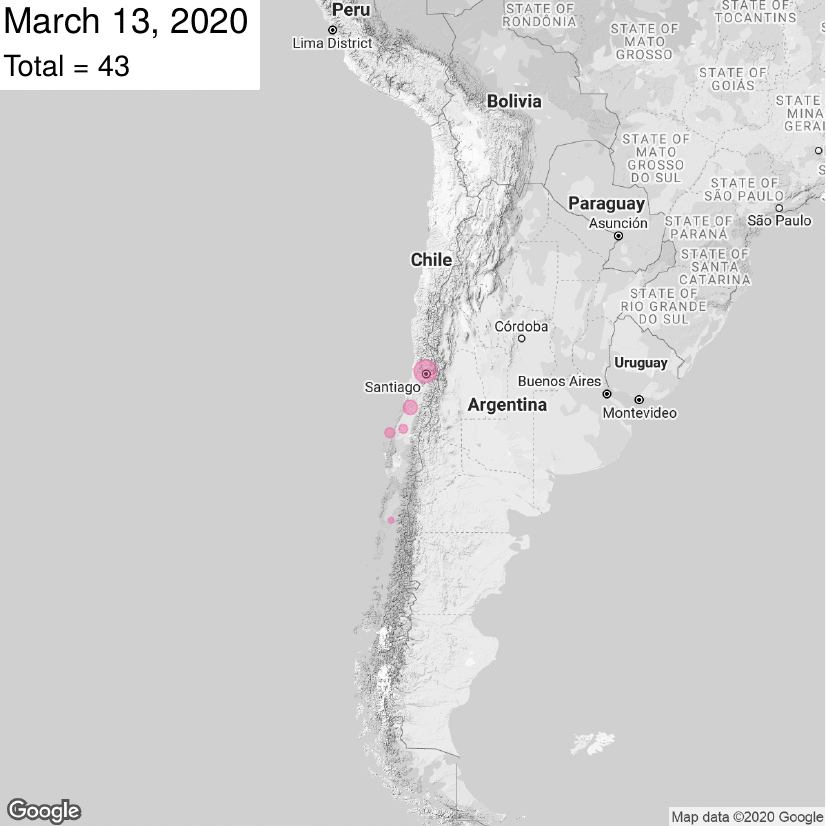 March 13, 2020
Total = 43
Peru
Lima District
STATE OF
RONDÔNIA
STATE OF
TOCANTINS
STATE OF
MATO
GROSSO
STATE OF
GOIÁS
Bolivia
STATE
MINA
GERAI
STATE OF
MATO
GROSSO
DO SUL
STATE OF
SÃO PAULO
São Paulo
Paraguay
Asunción
STATE OF
PARANÁ
Chile
STATE OF
SANTA
CATARINA
STATE OF
RIO GRANDE
DO SUL
Córdoba
Uruguay
Santiago
Buenos Aires
Argentina
Montevideo
Google
Map data ©2020 Google